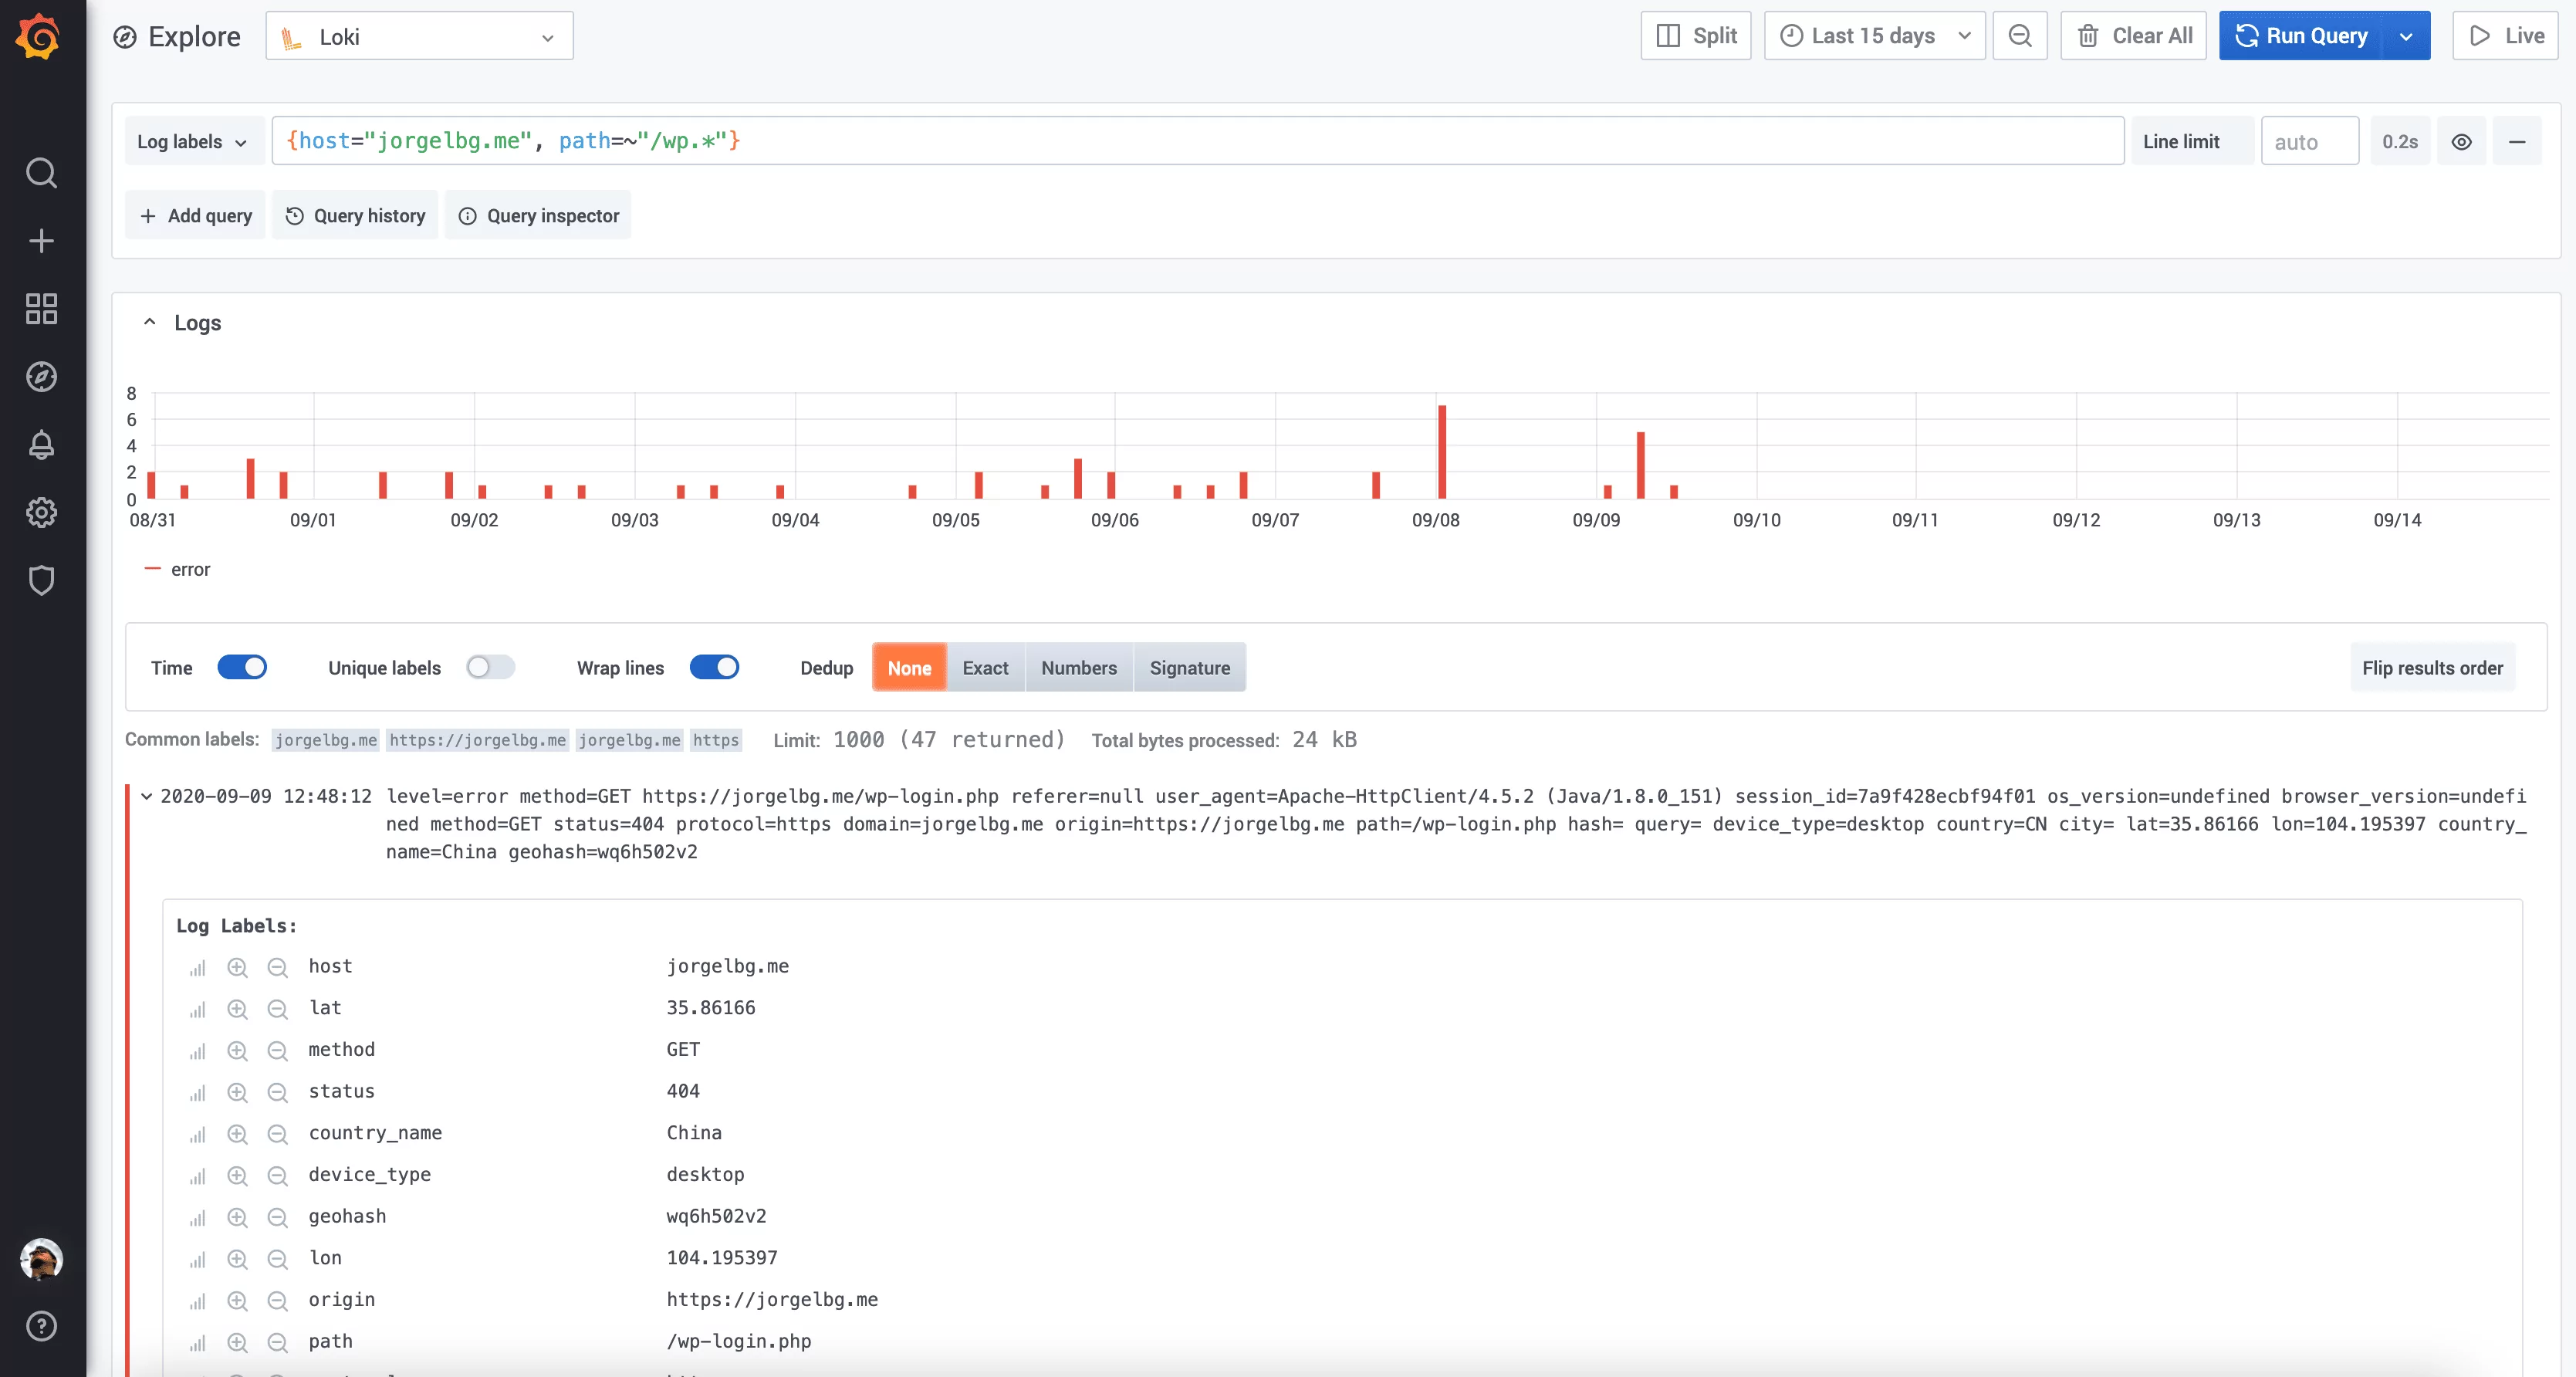 Explore Loki Split Last 15 days Clear All Run Query Live
Log labels {host="jorgelbg.me", path=~"/wp.*"} Line limit auto 0.2s
+ Add query Query history Query inspector
Logs
8
6
4
2
0
08/31 09/01 09/02 09/03 09/04 09/05 09/06 09/07 09/08 09/09 09/10 09/11 09/12 09/13 09/14
error
Time Unique labels Wrap lines Dedup None Exact Numbers Signature Flip results order
Common labels: jorgelbg.me https://jorgelbg.me jorgelbg.me https Limit: 1000 (47 returned) Total bytes processed: 24 kB
2020-09-09 12:48:12 level=error method=GET https://jorgelbg.me/wp-login.php referer=null user_agent=Apache-HttpClient/4.5.2 (Java/1.8.0_151) session_id=7a9f428ecbf94f01 os_version=undefined browser_version=undefi
ned method=GET status=404 protocol=https domain=jorgelbg.me origin=https://jorgelbg.me path=/wp-login.php hash= query= device_type=desktop country=CN city= lat=35.86166 lon=104.195397 country_
name=China geohash=wq6h502v2
Log Labels:
host jorgelbg.me
lat 35.86166
method GET
status 404
country_name China
device_type desktop
geohash wq6h502v2
lon 104.195397
origin https://jorgelbg.me
path /wp-login.php